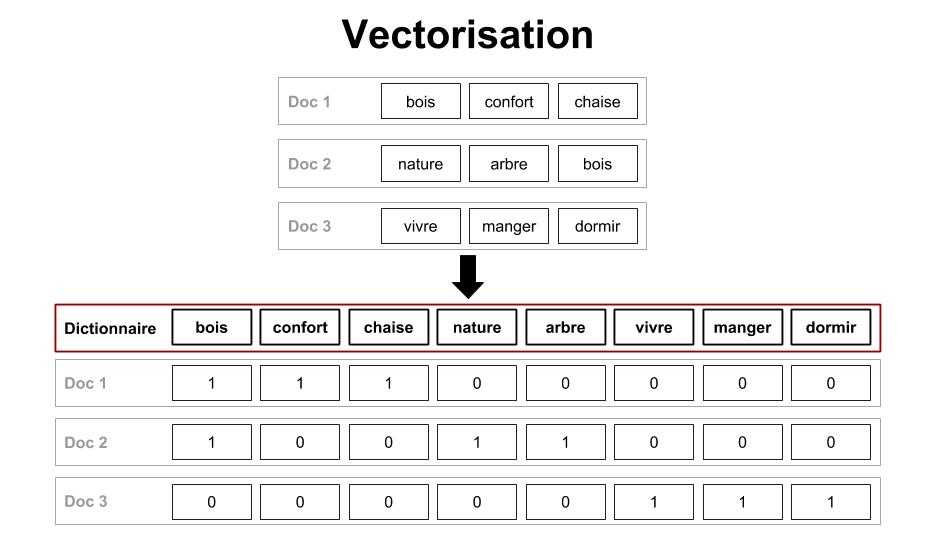 Vectorisation
Doc 1 bois confort chaise
Doc 2 nature arbre bois
Doc 3 vivre manger dormir
Dictionnaire bois confort chaise nature arbre vivre manger dormir
Doc 1 1 1 1 0 0 0 0 0
Doc 2 1 0 0 1 1 0 0 0
Doc 3 0 0 0 0 0 1 1 1